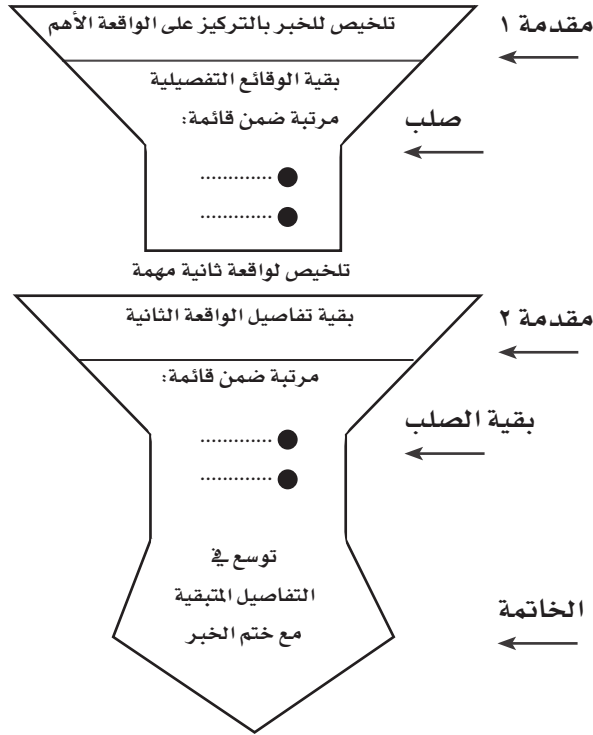 تلخيص للخبر بالتركيز على الواقعة الأهم
مقدمة ١
بقية الوقائع التفصيلية
مرتبة ضمن قائمة:
صلب
.............
.............
تلخيص لواقعة ثانية مهمة
بقية تفاصيل الواقعة الثانية
مقدمة ٢
مرتبة ضمن قائمة:
بقية الصلب
.............
.............
توسع في
التفاصيل المتبقية
مع ختم الخبر
الخاتمة